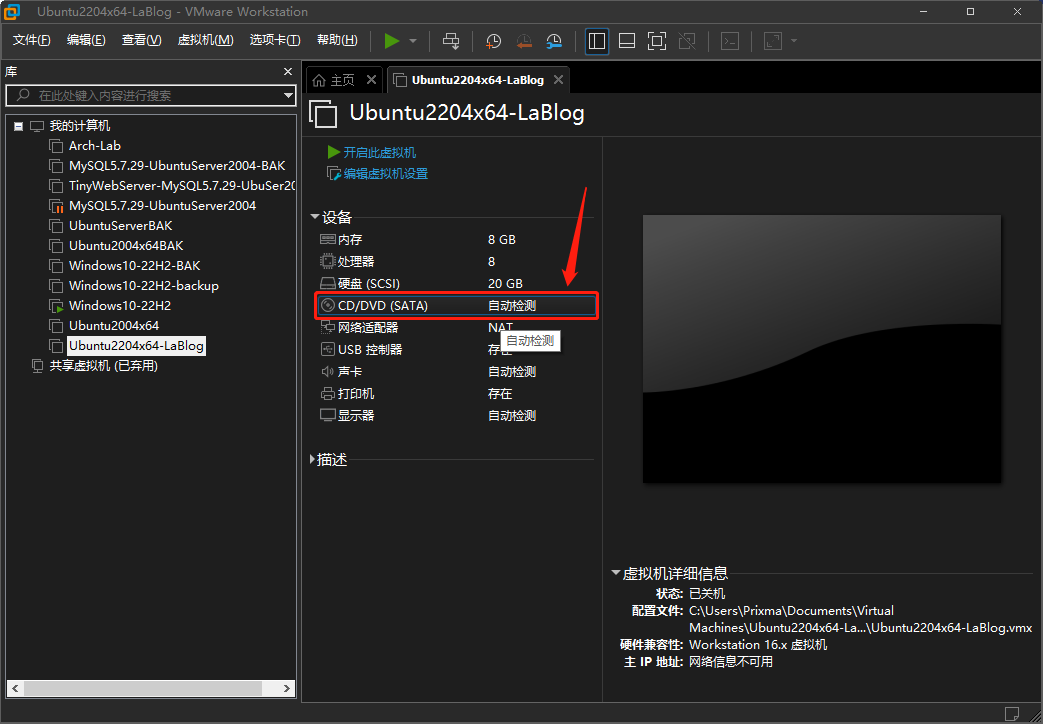 Ubuntu2204x64-LaBlog - VMware Workstation
文件(F) 编辑(E) 查看(V) 虚拟机(M) 选项卡(T) 帮助(H)
库
在此处键入内容进行搜索
我的计算机
Arch-Lab
MySQL5.7.29-UbuntuServer2004-BAK
TinyWebServer-MySQL5.7.29-UbuSer20
MySQL5.7.29-UbuntuServer2004
UbuntuServerBAK
Ubuntu2004x64BAK
Windows10-22H2-BAK
Windows10-22H2-backup
Windows10-22H2
Ubuntu2004x64
Ubuntu2204x64-LaBlog
共享虚拟机 (已弃用)
主页
Ubuntu2204x64-LaBlog
Ubuntu2204x64-LaBlog
开启此虚拟机
编辑虚拟机设置
设备
内存 8 GB
处理器 8
硬盘 (SCSI) 20 GB
CD/DVD (SATA) 自动检测
网络适配器 NAT
自动检测
USB 控制器 存在
声卡 自动检测
打印机 存在
显示器 自动检测
描述
虚拟机详细信息
状态: 已关机
配置文件: C:\Users\Prixma\Documents\Virtual
Machines\Ubuntu2204x64-La...\Ubuntu2204x64-LaBlog.vmx
硬件兼容性: Workstation 16.x 虚拟机
主 IP 地址: 网络信息不可用